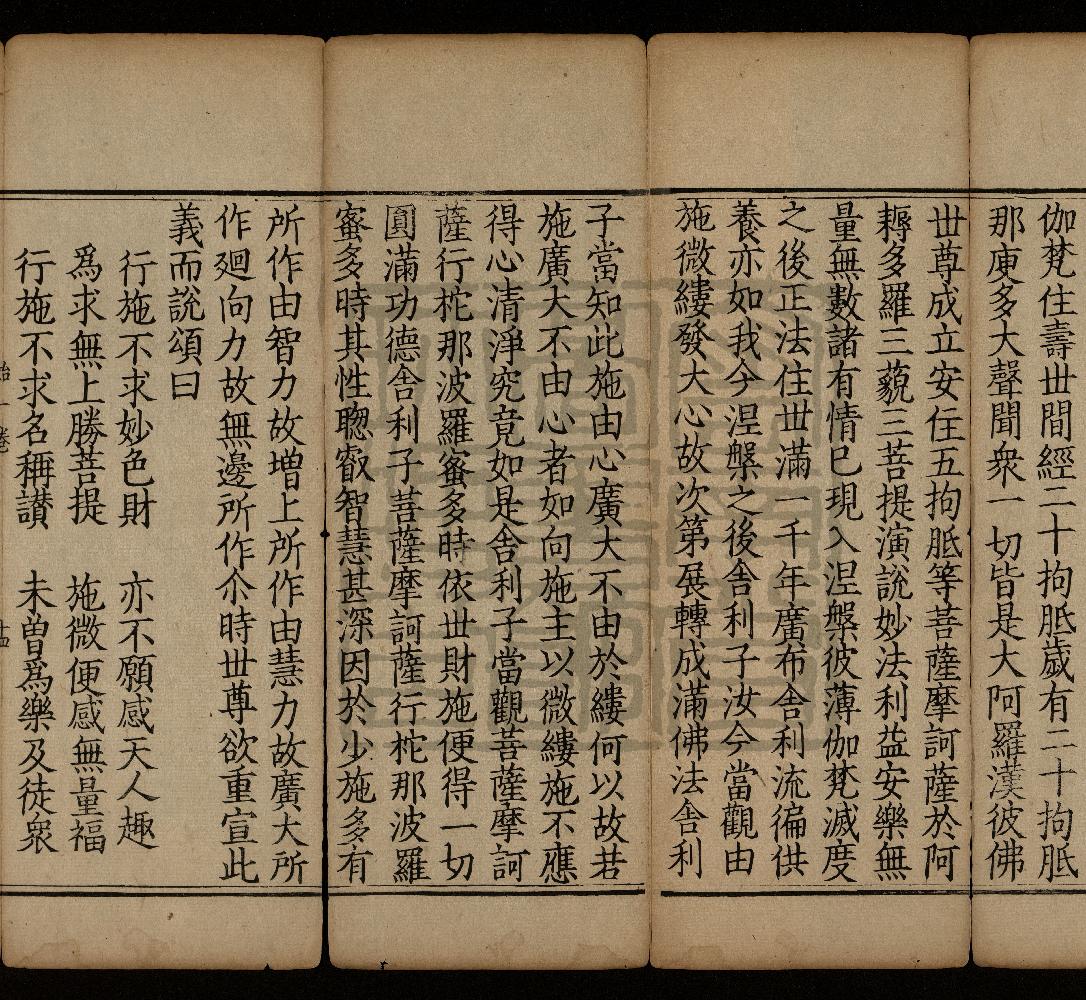 伽梵住壽世間經二十拘胝歲有二十拘胝
那庾多大聲聞衆一切皆是大阿羅漢彼佛
世尊成立安住五拘胝等菩薩摩訶薩於阿
耨多羅三藐三菩提演說妙法利益安樂無
量無數諸有情已現入涅槃彼薄伽梵滅度
之後正法住世滿一千年廣布舍利流徧供
養亦如我今涅槃之後舍利子汝今當觀由
施微縷發大心故次第展轉成滿佛法舍利
子當知此施由心廣大不由於縷何以故若
施廣大不由心者如向施主以微縷施不應
得心清淨究竟如是舍利子當觀菩薩摩訶
薩行柁那波羅蜜多時依世財施便得一切
圓滿功德舍利子菩薩摩訶薩行柁那波羅
蜜多時其性聰叡智慧甚深因於少施多有
所作由智力故增上所作由慧力故廣大所
作廻向力故無邊所作尒時世尊欲重宣此
義而說頌曰
行施不求妙色財　亦不願感天人趣
爲求無上勝菩提　施微便感無量福
行施不求名稱讃　未曾爲樂及徒衆